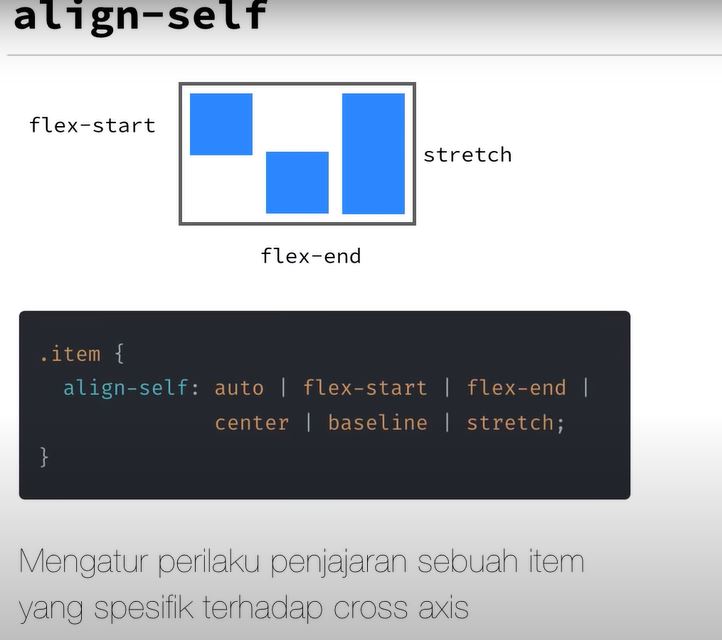 align-self
flex-start
stretch
flex-end
.item {
align-self: auto | flex-start | flex-end |
center | baseline | stretch;
}
Mengatur perilaku penjajaran sebuah item
yang spesifik terhadap cross axis